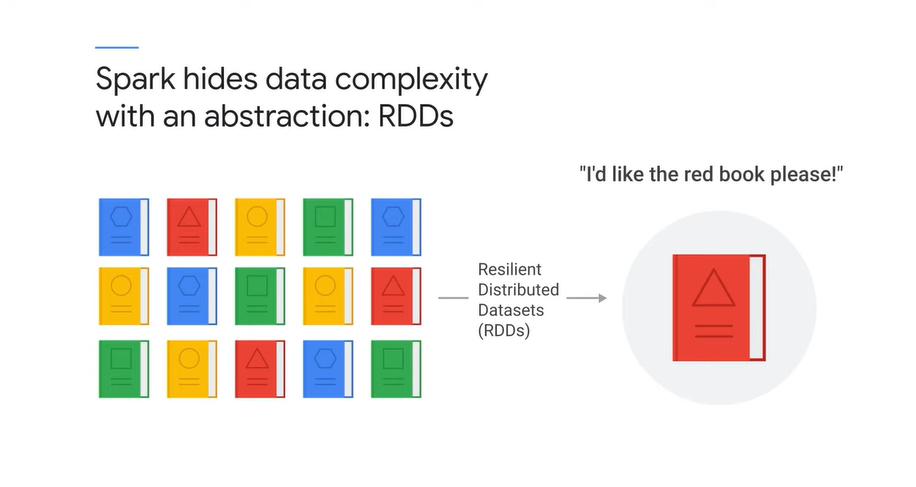 Spark hides data complexity
with an abstraction: RDDs
"I'd like the red book please!"
Resilient
Distributed
Datasets
(RDDs)